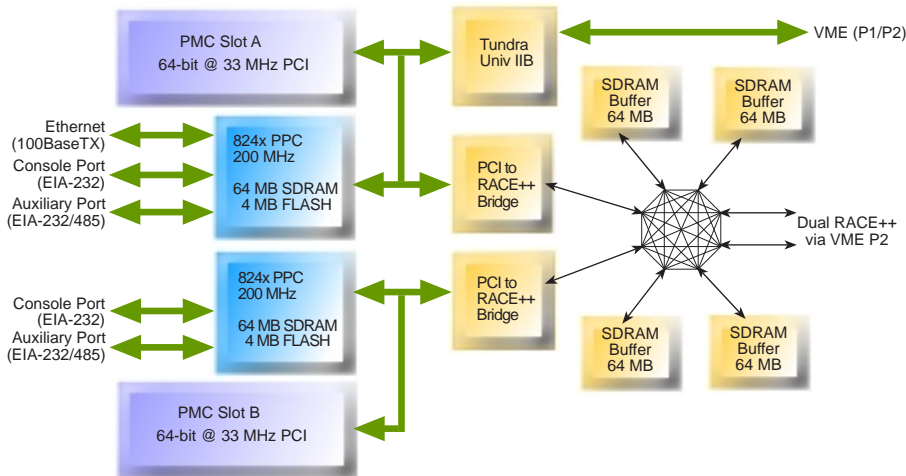 PMC Slot A
64-bit @ 33 MHz PCI
Tundra
Univ IIB
VME (P1/P2)
SDRAM
Buffer
64 MB
SDRAM
Buffer
64 MB
Ethernet
(100BaseTX)
Console Port
(EIA-232)
Auxiliary Port
(EIA-232/485)
824x PPC
200 MHz
64 MB SDRAM
4 MB FLASH
PCI to
RACE++
Bridge
Dual RACE++
via VME P2
824x PPC
200 MHz
64 MB SDRAM
4 MB FLASH
PCI to
RACE++
Bridge
Console Port
(EIA-232)
Auxiliary Port
(EIA-232/485)
SDRAM
Buffer
64 MB
SDRAM
Buffer
64 MB
PMC Slot B
64-bit @ 33 MHz PCI